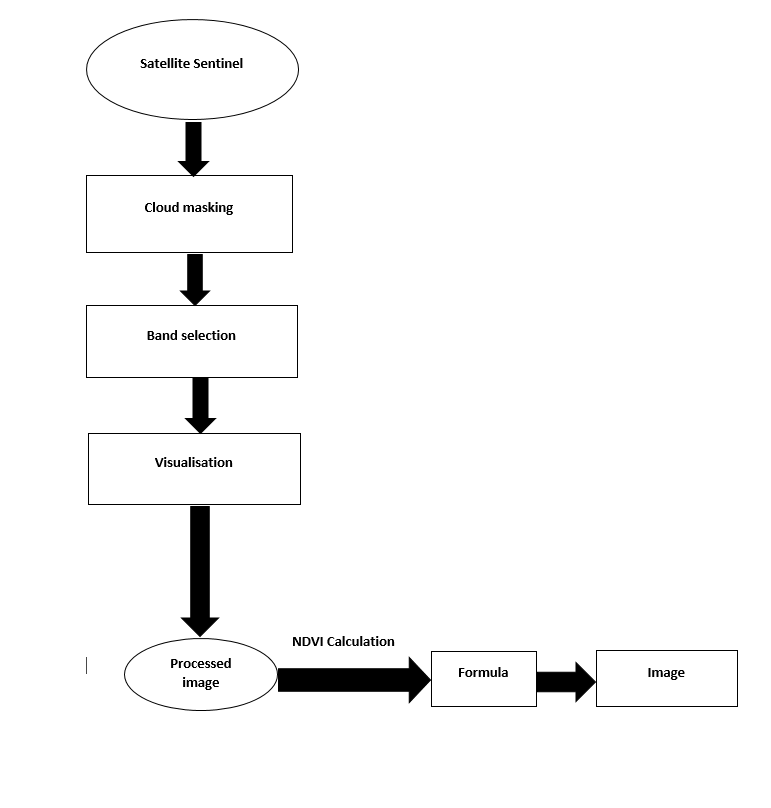 Satellite Sentinel
Cloud masking
Band selection
Visualisation
NDVI Calculation
Processed
image
Formula
Image